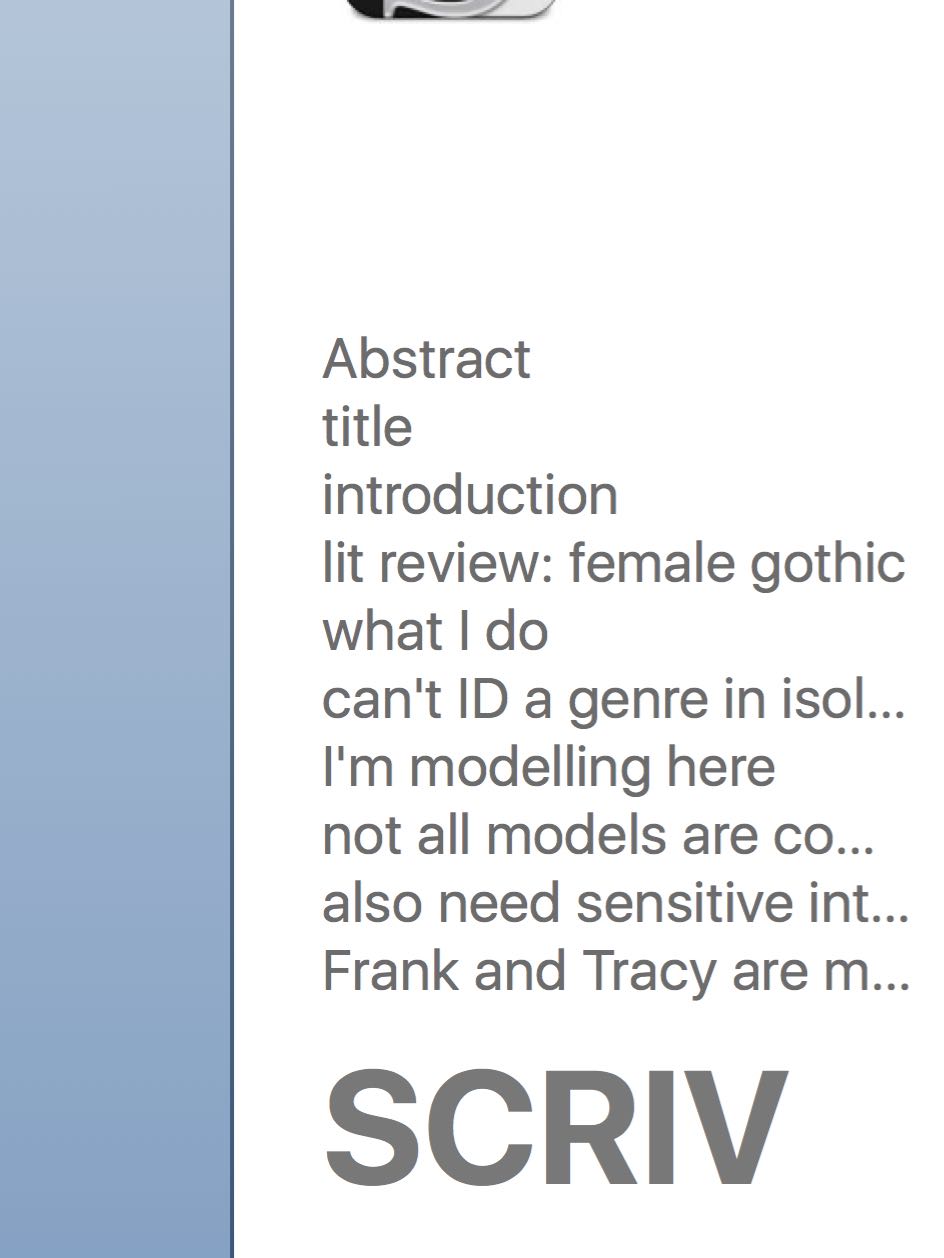 Abstract
title
introduction
lit review: female gothic
what I do
can't ID a genre in isol...
I'm modelling here
not all models are co...
also need sensitive int...
Frank and Tracy are m...
SCRIV